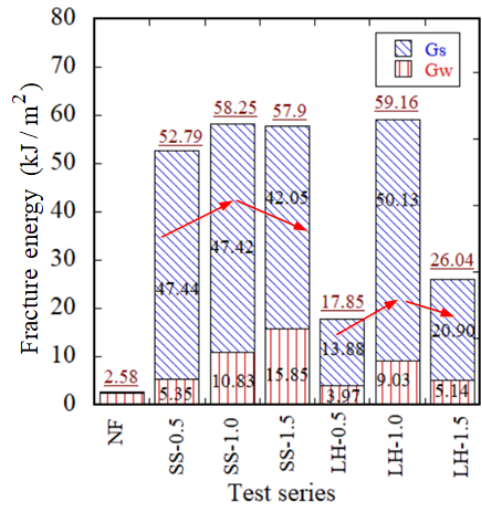 80
70
60
50
40
30
20
10
0
Fracture energy (kJ / m²)
Gs
Gw
2.58
52.79
47.44
5.35
58.25
47.42
10.83
57.9
42.05
15.85
17.85
13.88
3.97
59.16
50.13
9.03
26.04
20.90
5.14
NF
SS-0.5
SS-1.0
SS-1.5
LH-0.5
LH-1.0
LH-1.5
Test series